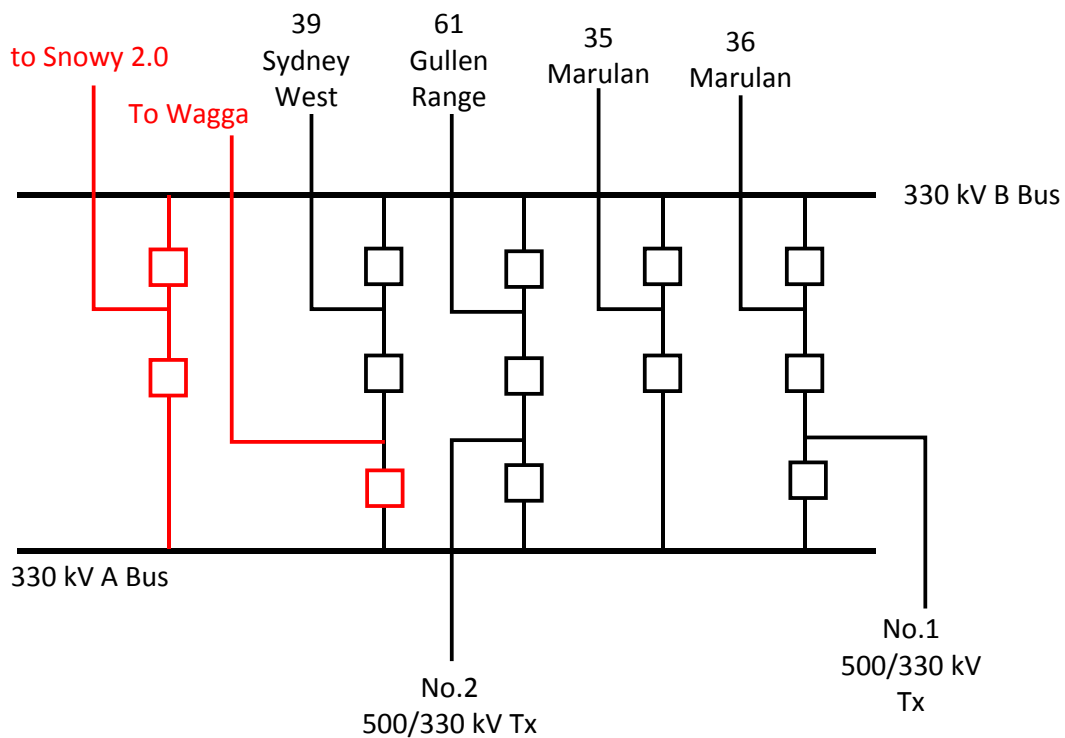 to Snowy 2.0
To Wagga
39
Sydney
West
61
Gullen
Range
35
Marulan
36
Marulan
330 kV B Bus
330 kV A Bus
No.2
500/330 kV Tx
No.1
500/330 kV
Tx